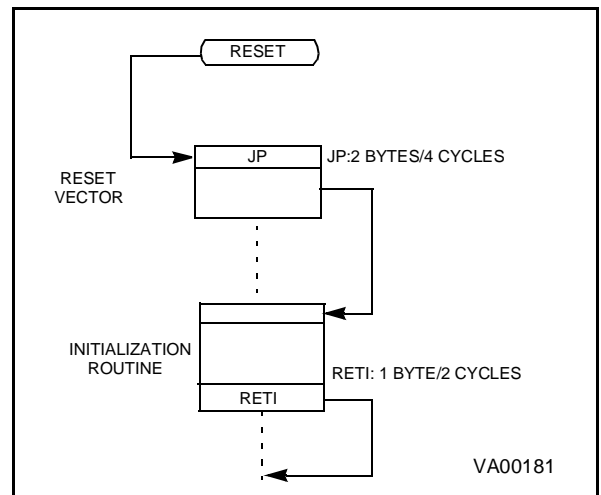 RESET
JP
JP:2 BYTES/4 CYCLES
RESET
VECTOR
INITIALIZATION
ROUTINE
RETI: 1 BYTE/2 CYCLES
RETI
VA00181